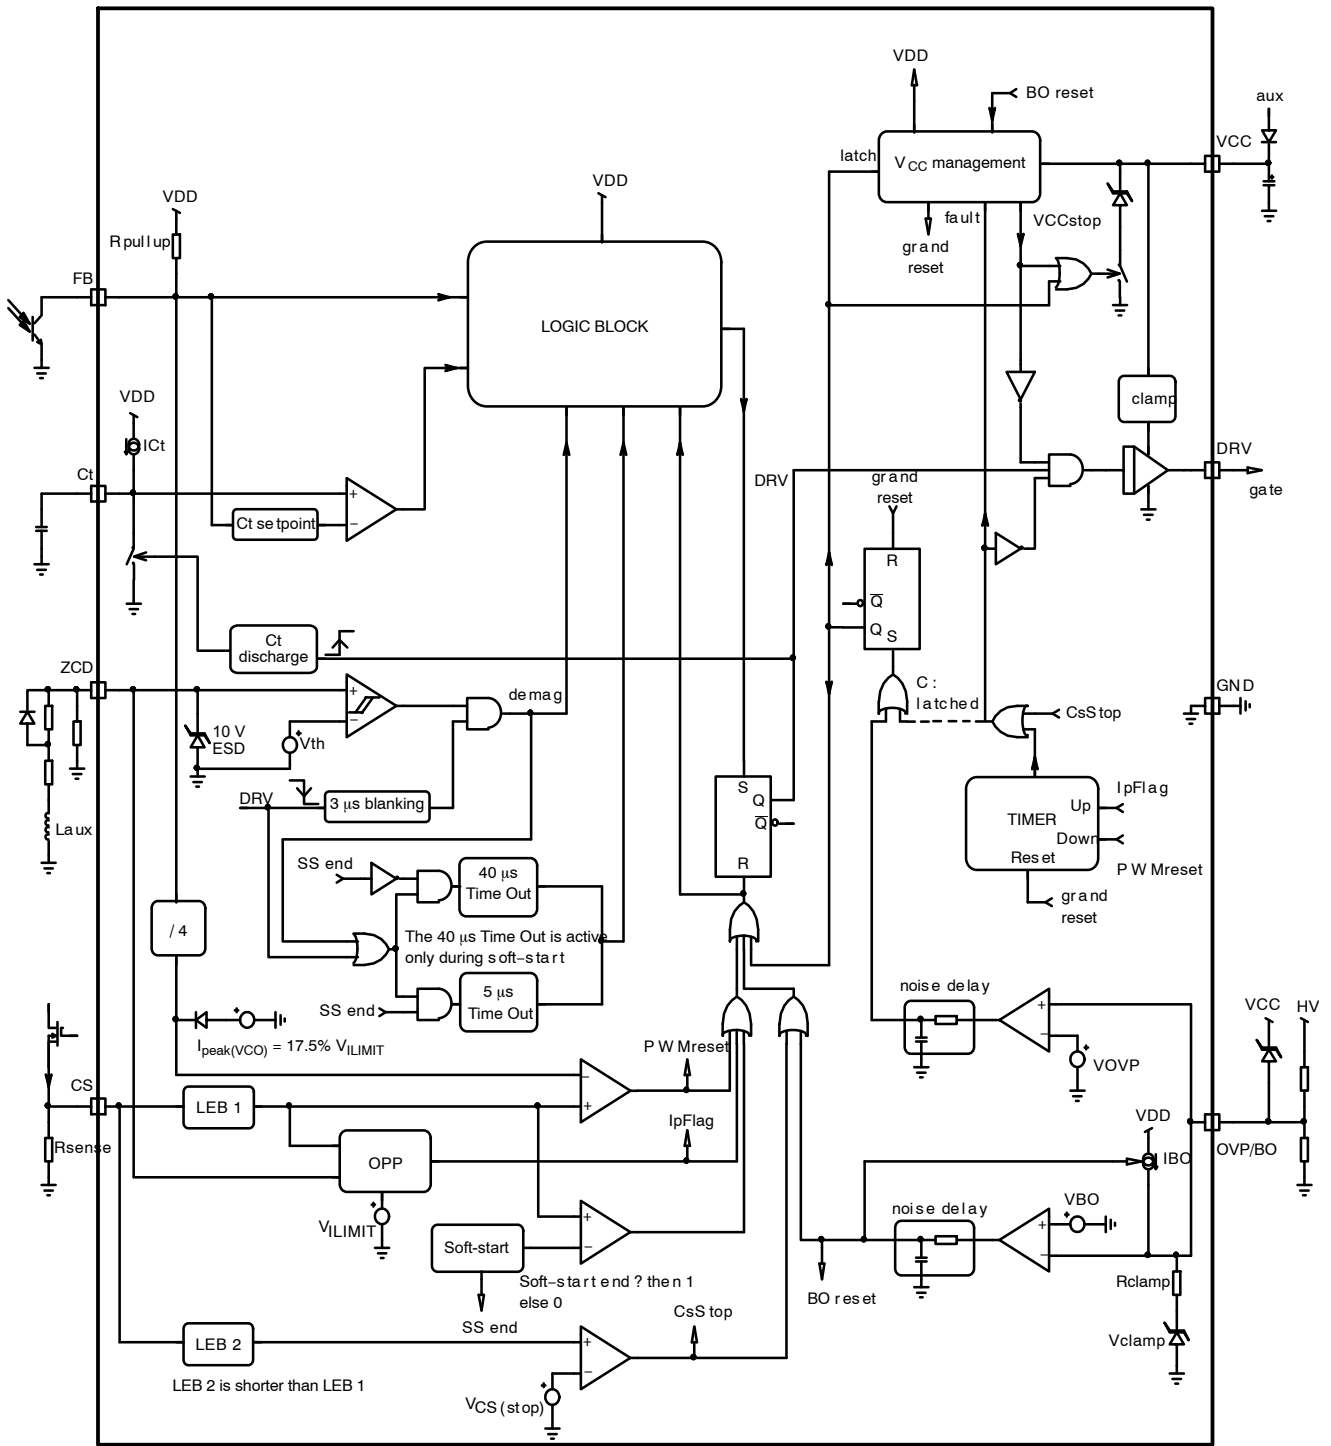 VDD
BO reset
aux
VCC
latch
VCC management
VDD
VDD
fault
VCCstop
grand
reset
Rpullup
FB
LOGIC BLOCK
VDD
clamp
ICt
DRV
Ct
DRV
grand
reset
gate
+
−
Ct setpoint
R
Q
Q
S
Ct
discharge
ZCD
GND
C:
latched
CsStop
demag
+
−
10 V
ESD
Vth
DRV
3 µs blanking
S
Q
Q
R
IpFlag
Up
TIMER
Down
Reset
PWMreset
grand
reset
Laux
SS end
40 µs
Time Out
/ 4
The 40 µs Time Out is active
only during soft−start
SS end
5 µs
Time Out
noise delay
+
−
VOVP
VCC
HV
Ipeak(VCO) = 17.5% VILIMIT
PWMreset
−
+
CS
LEB 1
IpFlag
VDD
Rsense
OPP
IBO
OVP/BO
VILIMIT
+
−
Soft-start
noise delay
VBO
+
−
Soft−start end ? then 1
else 0
BO reset
Rclamp
SS end
CsStop
LEB 2
+
−
Vclamp
LEB 2 is shorter than LEB 1
VCS(stop)